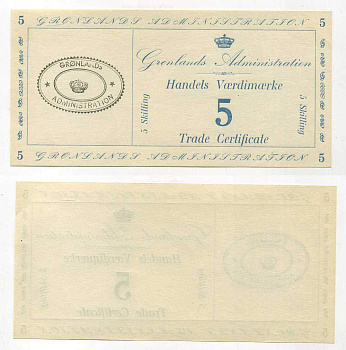 5 GRØNLANDS ADMINISTRATION 5
GRØNLANDS
ADMINISTRATION
Grønlands Administration
Handels Værdimærke
5 Skilling
5
5 Skilling
Trade Certificate
5 GRØNLANDS ADMINISTRATION 5